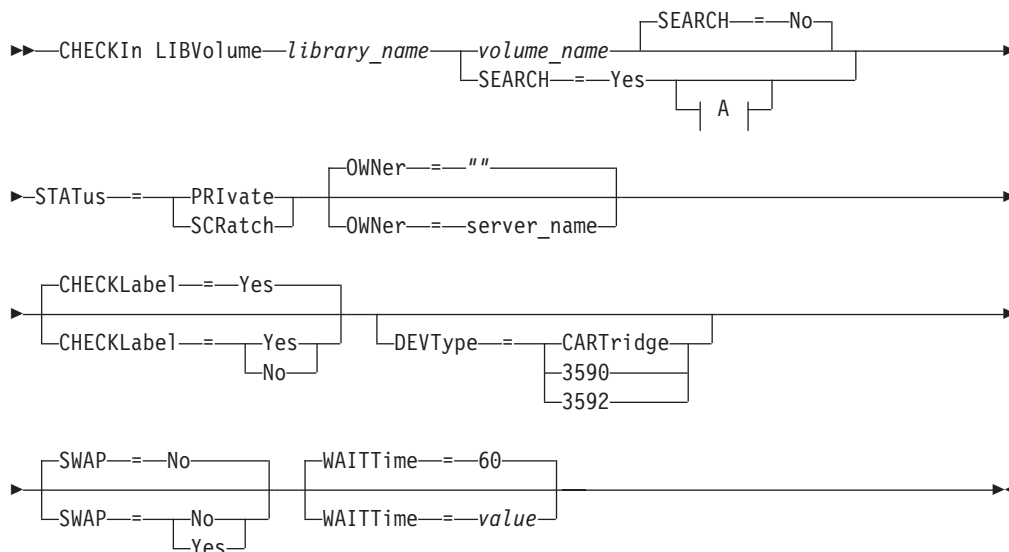 SEARCH = No
CHECKIn LIBVolume library_name volume_name
SEARCH = Yes
A
OWNer = ""
STATus = PRIvate
SCRatch OWNer = server_name
CHECKLabel = Yes
CHECKLabel = Yes DEVType = CARTridge
No 3590
3592
SWAP = No WAITTime = 60
SWAP = No WAITTime = value
Yes